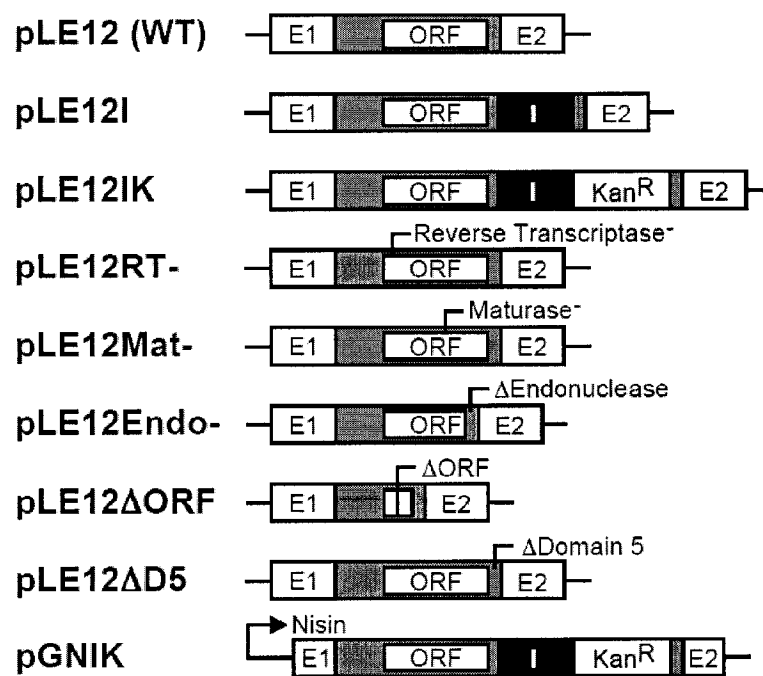 pLE12 (WT) E1 ORF E2
pLE12I E1 ORF I E2
pLE12IK E1 ORF I Kan^R E2
Reverse Transcriptase⁻
pLE12RT- E1 ORF E2
Maturase⁻
pLE12Mat- E1 ORF E2
ΔEndonuclease
pLE12Endo- E1 ORF E2
ΔORF
pLE12ΔORF E1 E2
ΔDomain 5
pLE12ΔD5 E1 ORF E2
Nisin
pGNIK E1 ORF I Kan^R E2